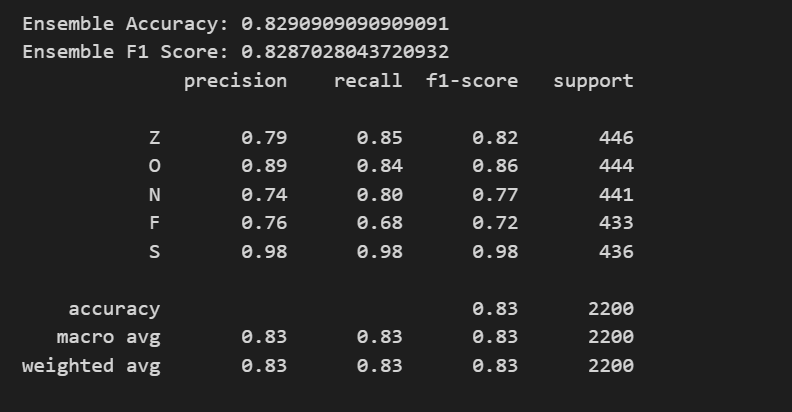 Ensemble Accuracy: 0.8290909090909091
Ensemble F1 Score: 0.8287028043720932
precision recall f1-score support
Z 0.79 0.85 0.82 446
O 0.89 0.84 0.86 444
N 0.74 0.80 0.77 441
F 0.76 0.68 0.72 433
S 0.98 0.98 0.98 436
accuracy 0.83 2200
macro avg 0.83 0.83 0.83 2200
weighted avg 0.83 0.83 0.83 2200